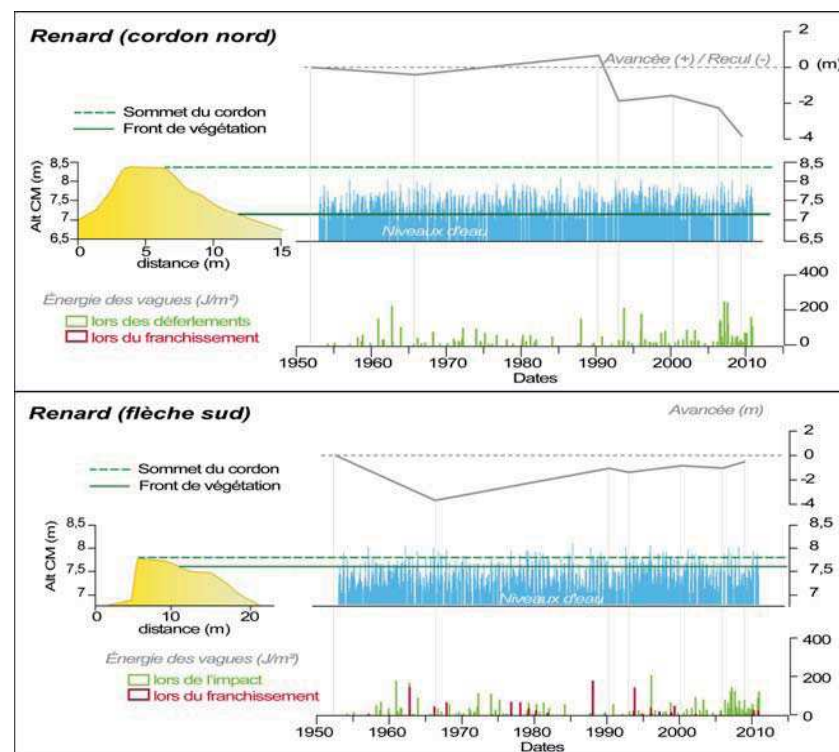 Renard (cordon nord)
Avancée (+) / Recul (-)
2
0 (m)
-2
-4
Sommet du cordon
Front de végétation
Alt CM (m)
8,5
8
7,5
7
6,5
0 5 10 15
distance (m)
Niveaux d'eau
8,5
8
7,5
7
6,5
Énergie des vagues (J/m²)
lors des déferlements
lors du franchissement
400
200
0
1950 1960 1970 1980 1990 2000 2010
Dates
Renard (flèche sud)
Avancée (m)
2
0
-2
-4
Sommet du cordon
Front de végétation
Alt CM (m)
8,5
8
7,5
7
0 10 20
distance (m)
Niveaux d'eau
8,5
8
7,5
7
Énergie des vagues (J/m²)
lors de l'impact
lors du franchissement
400
200
0
1950 1960 1970 1980 1990 2000 2010
Dates